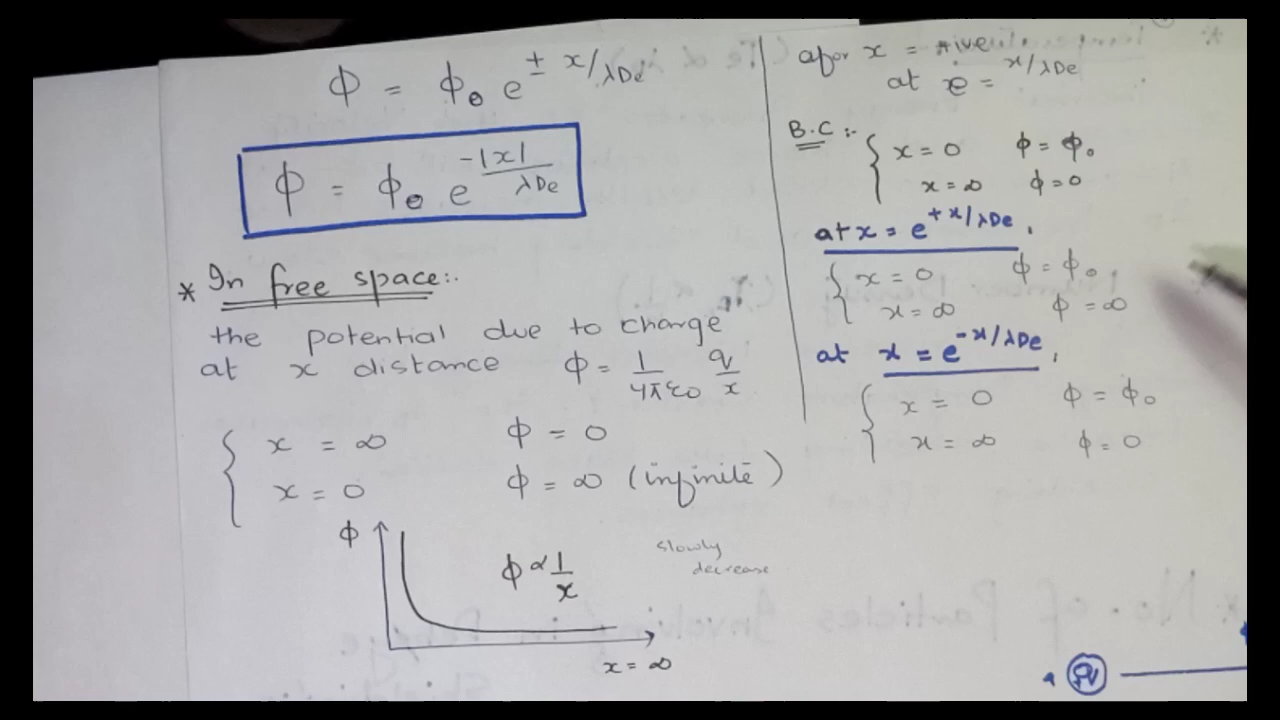 ϕ = ϕ₀ e^{± x/λDe}
ϕ = ϕ₀ e^{-|x|/λDe}
* In free space:-
the potential due to charge
at x distance ϕ = 1/4πε0 q/x
{ x = ∞ ϕ = 0
x = 0 ϕ = ∞ (infinite)
ϕ
ϕ ∝ 1/x
slowly
decrease
x = ∞
x =
at e = x/λDe
B.C :-
{ x = 0 ϕ = ϕ₀
x = ∞ ϕ = 0
at x = e^{+x/λDe},
{ x = 0 ϕ = ϕ₀
x = ∞ ϕ = ∞
at x = e^{-x/λDe},
{ x = 0 ϕ = ϕ₀
x = ∞ ϕ = 0